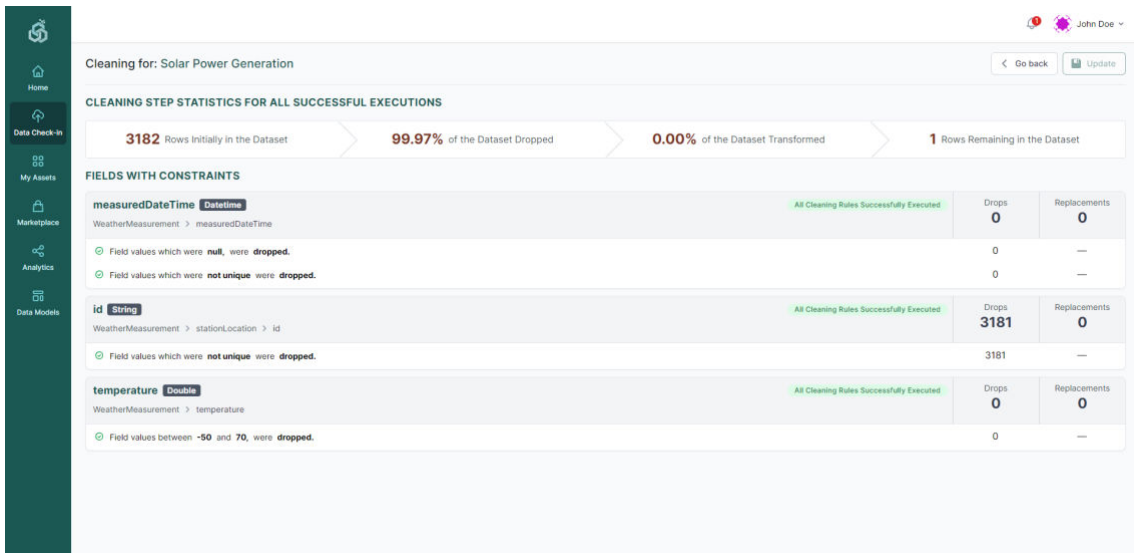 1
John Doe
Home
Data Check-in
My Assets
Marketplace
Analytics
Data Models
Cleaning for: Solar Power Generation
Go back
Update
CLEANING STEP STATISTICS FOR ALL SUCCESSFUL EXECUTIONS
3182 Rows Initially in the Dataset
99.97% of the Dataset Dropped
0.00% of the Dataset Transformed
1 Rows Remaining in the Dataset
FIELDS WITH CONSTRAINTS
measuredDateTime Datetime
WeatherMeasurement > measuredDateTime
All Cleaning Rules Successfully Executed
Drops
0
Replacements
0
Field values which were null, were dropped.
0
—
Field values which were not unique were dropped.
0
—
id String
WeatherMeasurement > stationLocation > id
All Cleaning Rules Successfully Executed
Drops
3181
Replacements
0
Field values which were not unique were dropped.
3181
—
temperature Double
WeatherMeasurement > temperature
All Cleaning Rules Successfully Executed
Drops
0
Replacements
0
Field values between -50 and 70, were dropped.
0
—